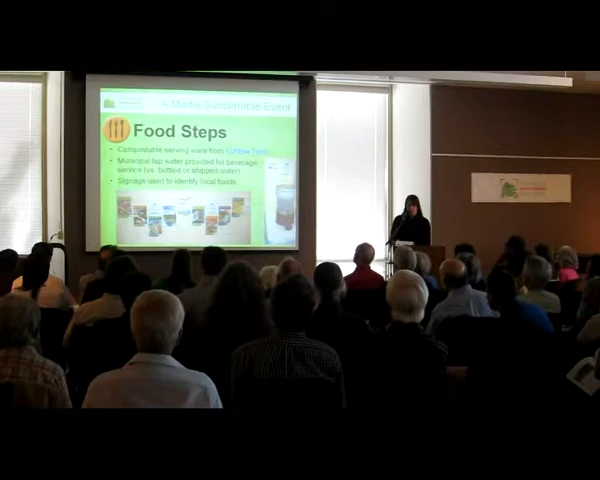 A Model Sustainable Event
Food Steps
• Compostable serving ware from
• Municipal tap water provided for beverage
service (vs. bottled or shipped water)
• Signage used to identify local foods